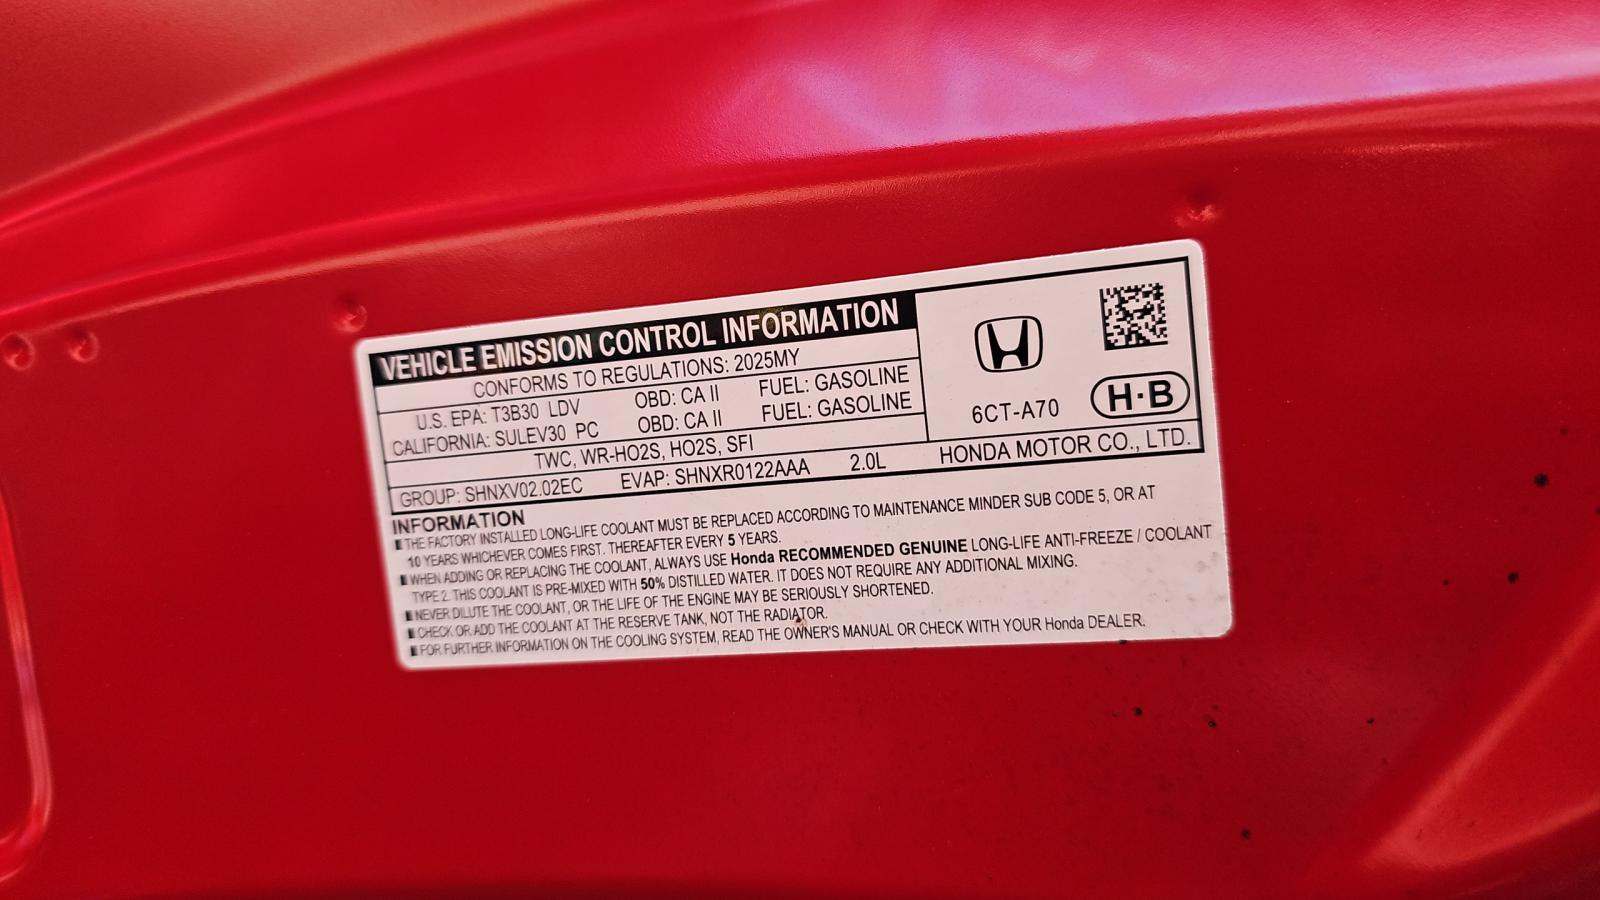 VEHICLE EMISSION CONTROL INFORMATION
CONFORMS TO REGULATIONS: 2025MY
U.S. EPA: T3B30 LDV OBD: CA II FUEL: GASOLINE
CALIFORNIA: SULEV30 PC OBD: CA II FUEL: GASOLINE
TWC, WR-HO2S, HO2S, SFI
GROUP: SHNXV02.02EC EVAP: SHNXR0122AAA 2.0L
6CT-A70
H·B
HONDA MOTOR CO., LTD.
INFORMATION
THE FACTORY INSTALLED LONG-LIFE COOLANT MUST BE REPLACED ACCORDING TO MAINTENANCE MINDER SUB CODE 5, OR AT
10 YEARS WHICHEVER COMES FIRST. THEREAFTER EVERY 5 YEARS.
WHEN ADDING OR REPLACING THE COOLANT, ALWAYS USE Honda RECOMMENDED GENUINE LONG-LIFE ANTI-FREEZE / COOLANT
TYPE 2. THIS COOLANT IS PRE-MIXED WITH 50% DISTILLED WATER. IT DOES NOT REQUIRE ANY ADDITIONAL MIXING.
NEVER DILUTE THE COOLANT, OR THE LIFE OF THE ENGINE MAY BE SERIOUSLY SHORTENED.
CHECK OR ADD THE COOLANT AT THE RESERVE TANK, NOT THE RADIATOR.
FOR FURTHER INFORMATION ON THE COOLING SYSTEM, READ THE OWNER'S MANUAL OR CHECK WITH YOUR Honda DEALER.